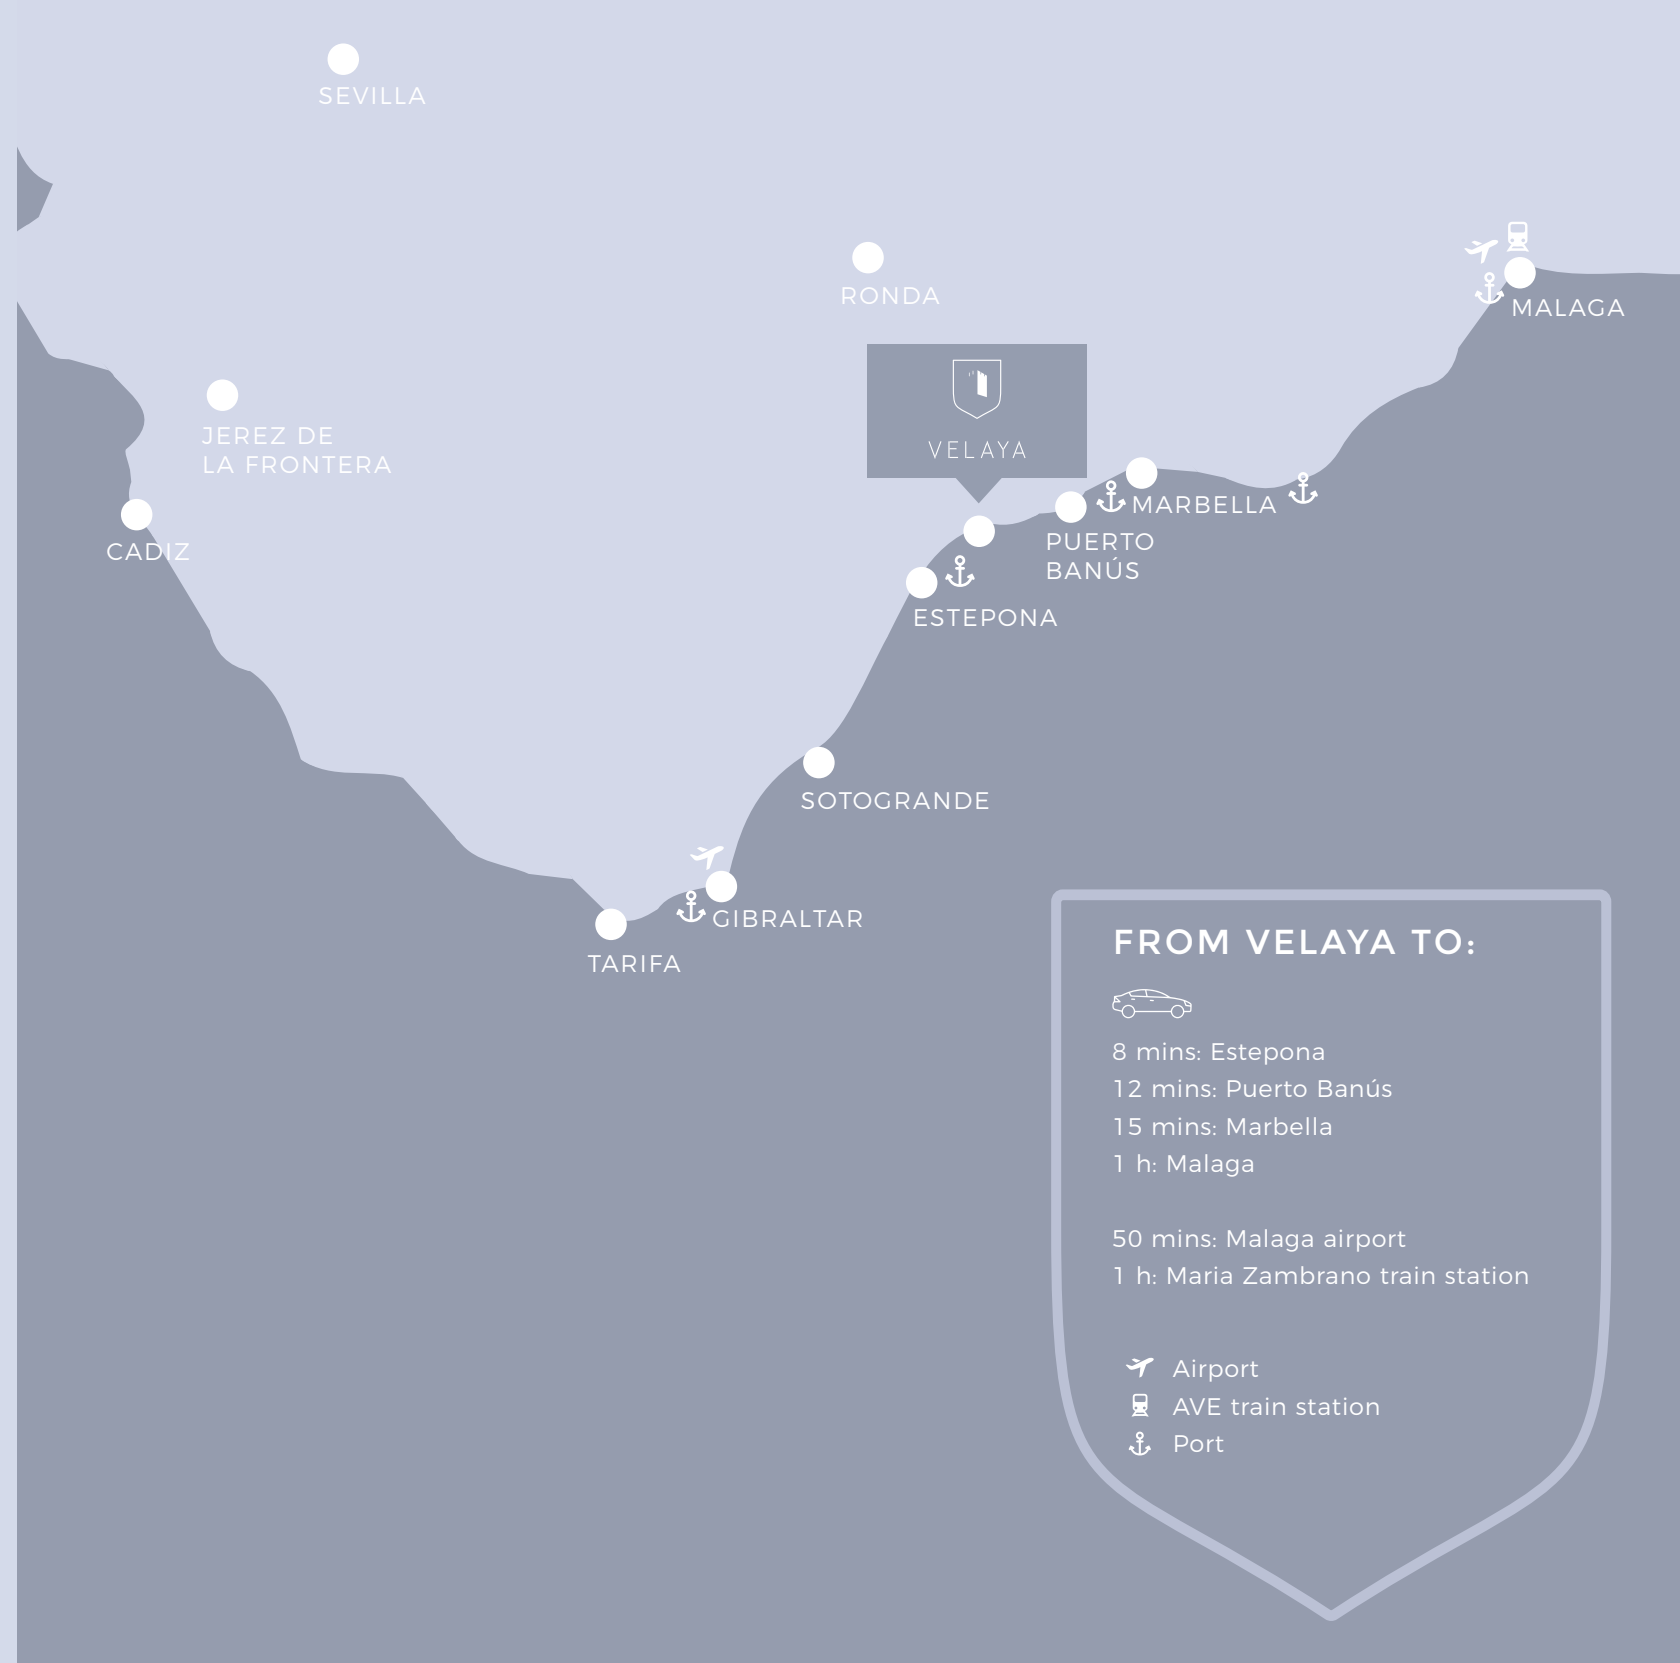 SEVILLA
RONDA
MALAGA
JEREZ DE
LA FRONTERA
VELAYA
MARBELLA
CADIZ
PUERTO
BANÚS
ESTEPONA
SOTOGRANDE
GIBRALTAR
TARIFA
FROM VELAYA TO:
8 mins: Estepona
12 mins: Puerto Banús
15 mins: Marbella
1 h: Malaga
50 mins: Malaga airport
1 h: Maria Zambrano train station
Airport
AVE train station
Port